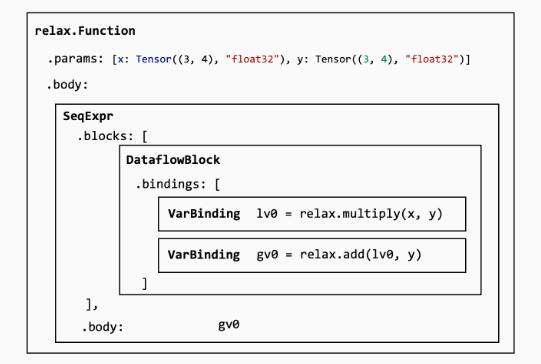 relax.Function
.params: [x: Tensor((3, 4), "float32"), y: Tensor((3, 4), "float32")]
.body:
SeqExpr
.blocks: [
DataflowBlock
.bindings: [
VarBinding lv0 = relax.multiply(x, y)
VarBinding gv0 = relax.add(lv0, y)
]
],
.body: gv0